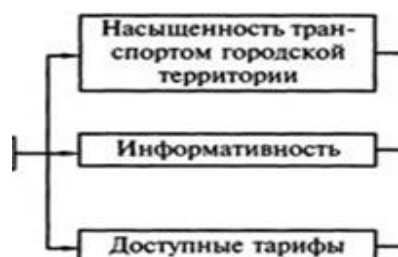 Насыщенность тран-
спортом городской
территории
Информативность
Доступные тарифы